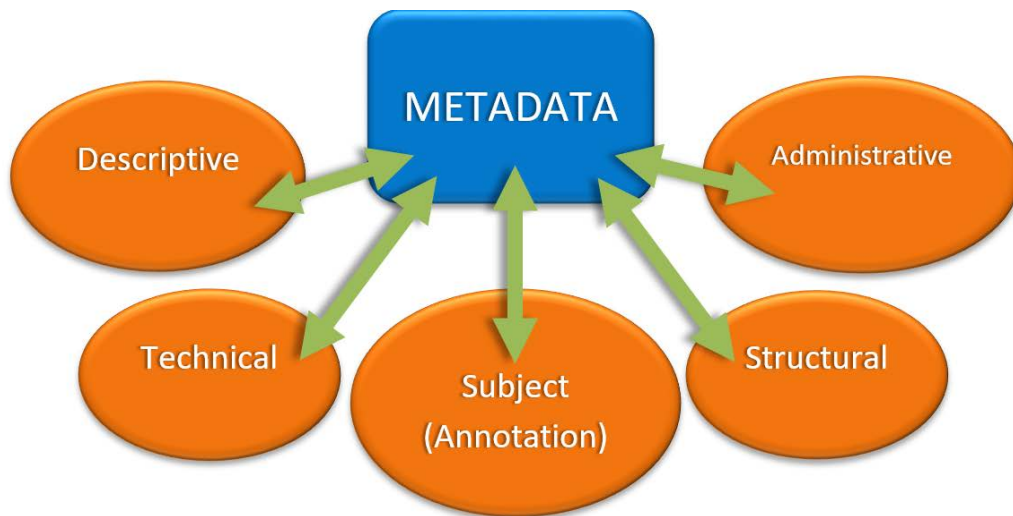 METADATA
Descriptive
Administrative
Technical
Subject
(Annotation)
Structural